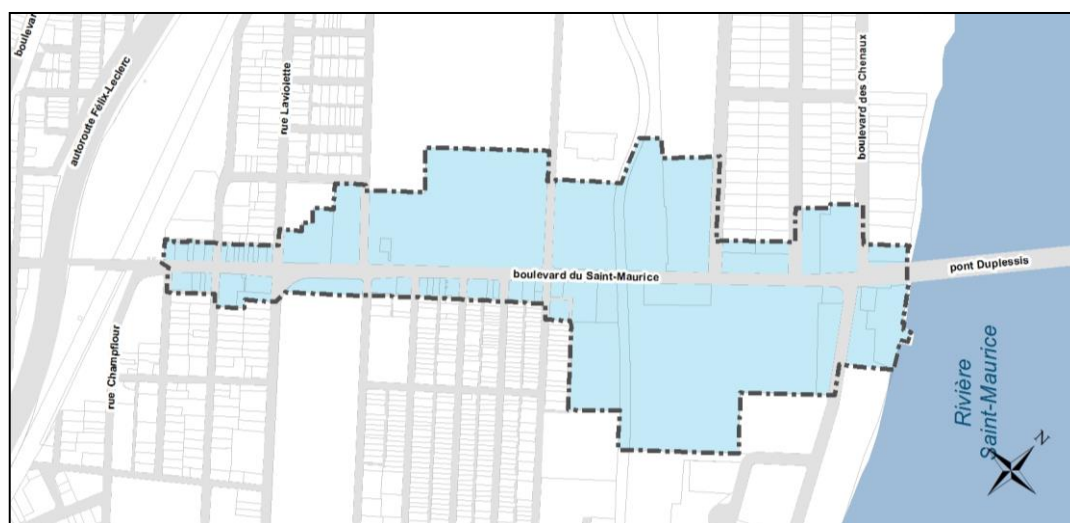 boulevar
autoroute Félix-Leclerc
rue Laviolette
boulevard des Chenaux
boulevard du Saint-Maurice
pont Duplessis
rue Champflour
Rivière
Saint-Maurice
N